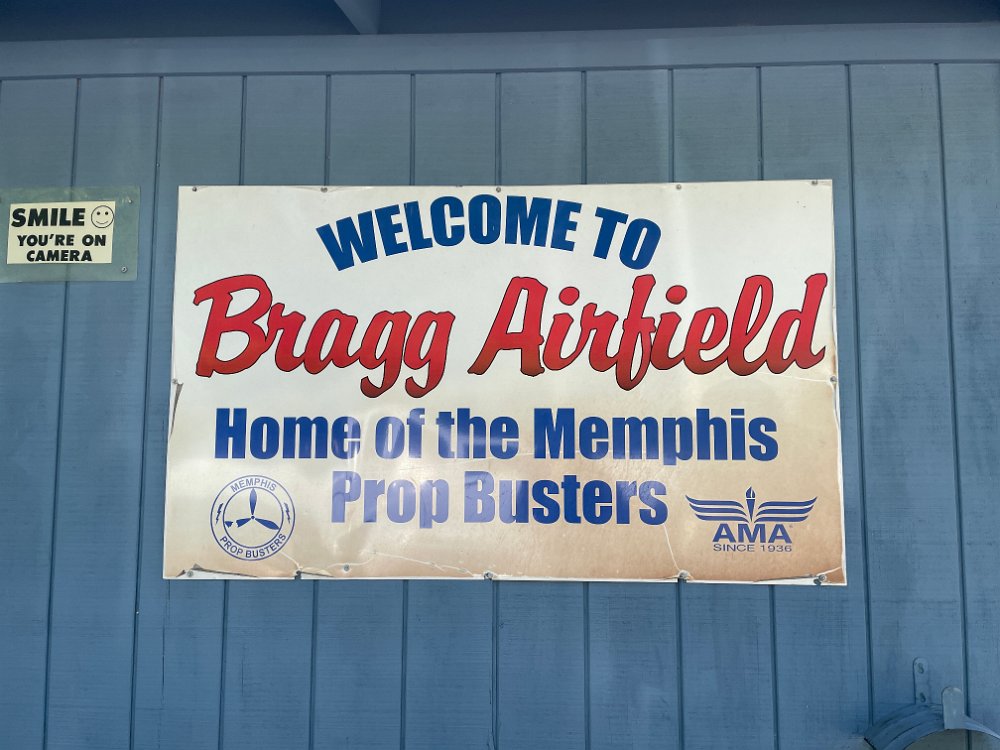 SMILE
YOU'RE ON
CAMERA
WELCOME TO
Bragg Airfield
Home of the Memphis
Prop Busters
MEMPHIS
PROP BUSTERS
AMA
SINCE 1936